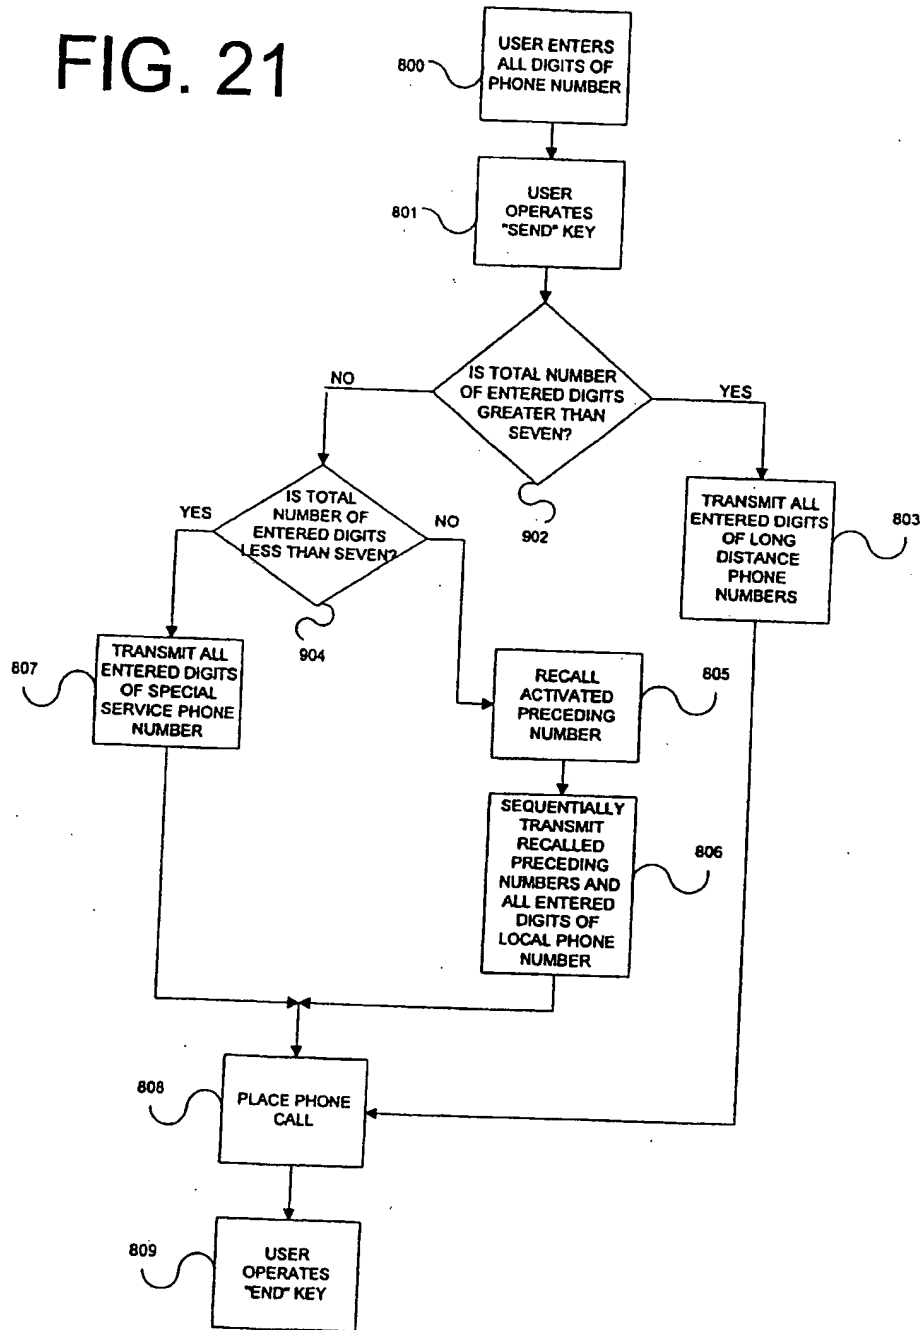 FIG. 21
800
USER ENTERS
ALL DIGITS OF
PHONE NUMBER
801
USER
OPERATES
"SEND" KEY
IS TOTAL NUMBER
OF ENTERED DIGITS
GREATER THAN
SEVEN?
NO
YES
902
IS TOTAL
NUMBER OF
ENTERED DIGITS
LESS THAN SEVEN?
YES
NO
904
TRANSMIT ALL
ENTERED DIGITS
OF LONG
DISTANCE
PHONE
NUMBERS
803
807
TRANSMIT ALL
ENTERED DIGITS
OF SPECIAL
SERVICE PHONE
NUMBER
RECALL
ACTIVATED
PRECEDING
NUMBER
805
SEQUENTIALLY
TRANSMIT
RECALLED
PRECEDING
NUMBERS AND
ALL ENTERED
DIGITS OF
LOCAL PHONE
NUMBER
806
808
PLACE PHONE
CALL
809
USER
OPERATES
"END" KEY